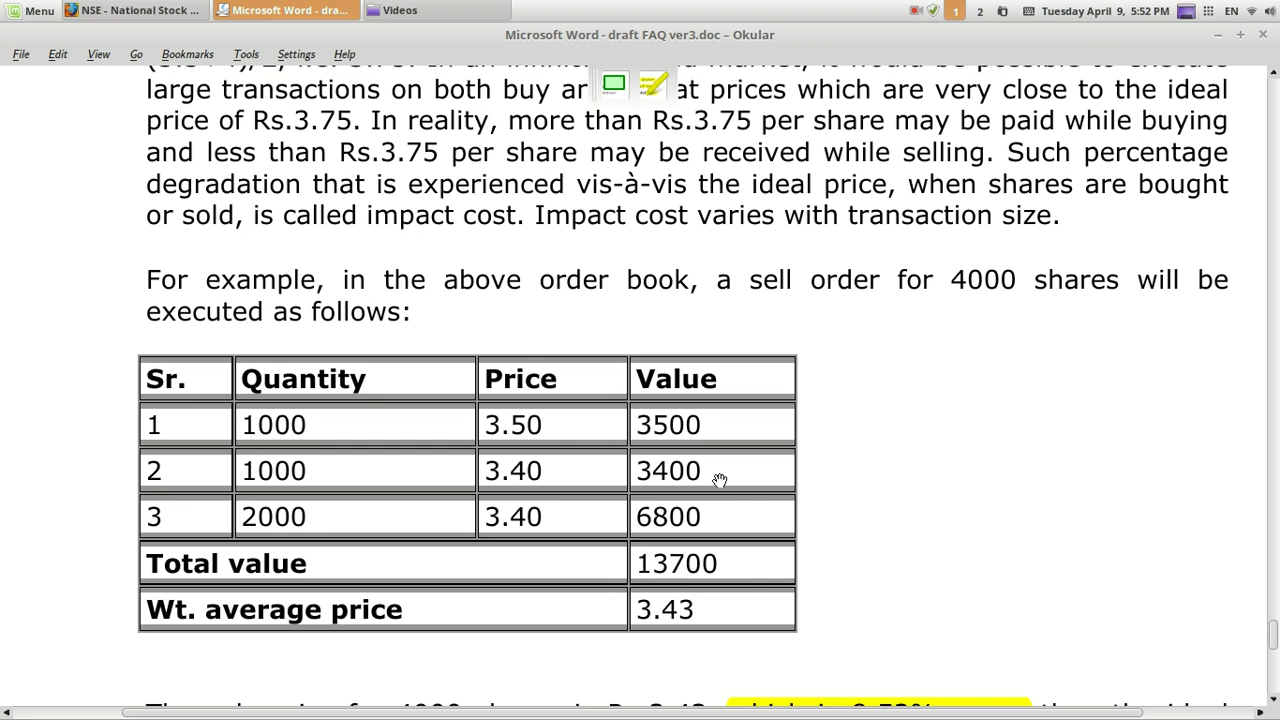 Menu NSE - National Stock ... Microsoft Word - dra... Videos 1 2 Tuesday April 9, 5:52 PM EN
Microsoft Word - draft FAQ ver3.doc – Okular
File Edit View Go Bookmarks Tools Settings Help
large transactions on both buy at prices which are very close to the ideal
price of Rs.3.75. In reality, more than Rs.3.75 per share may be paid while buying
and less than Rs.3.75 per share may be received while selling. Such percentage
degradation that is experienced vis-à-vis the ideal price, when shares are bought
or sold, is called impact cost. Impact cost varies with transaction size.
For example, in the above order book, a sell order for 4000 shares will be
executed as follows:
Sr. Quantity Price Value
1 1000 3.50 3500
2 1000 3.40 3400
3 2000 3.40 6800
Total value 13700
Wt. average price 3.43